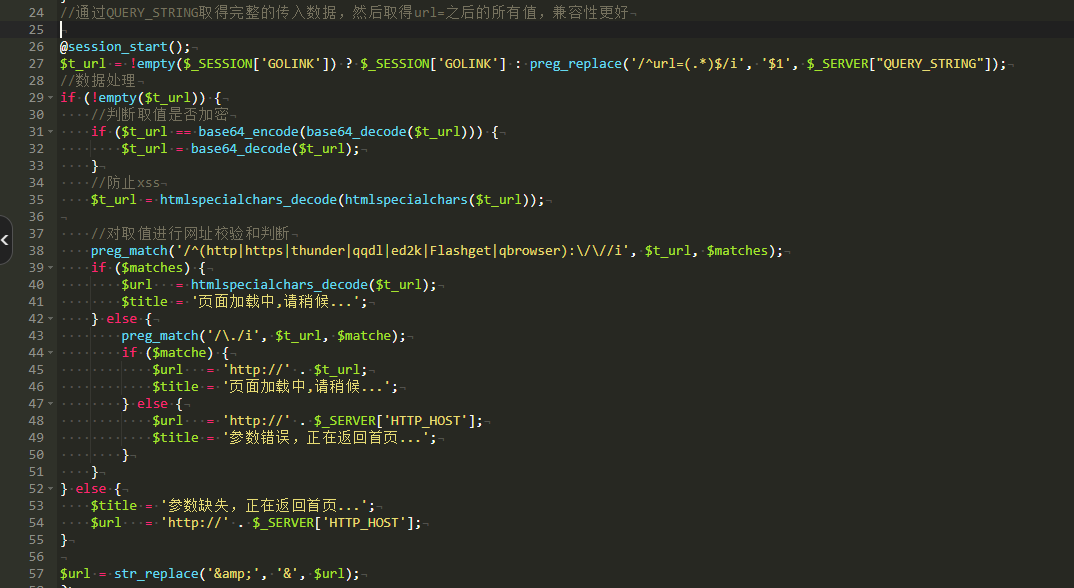 24 //通过QUERY_STRING取得完整的传入数据，然后取得url=之后的所有值，兼容性更好
25
26 @session_start();
27 $t_url = !empty($_SESSION['GOLINK']) ? $_SESSION['GOLINK'] : preg_replace('/^url=(.*)$/i', '$1', $_SERVER["QUERY_STRING"]);
28 //数据处理
29 if (!empty($t_url)) {
30     //判断取值是否加密
31     if ($t_url == base64_encode(base64_decode($t_url))) {
32         $t_url = base64_decode($t_url);
33     }
34     //防止xss
35     $t_url = htmlspecialchars_decode(htmlspecialchars($t_url));
36
37     //对取值进行网址校验和判断
38     preg_match('/^(http|https|thunder|qqdl|ed2k|Flashget|qbrowser):\/\//i', $t_url, $matches);
39     if ($matches) {
40         $url   = htmlspecialchars_decode($t_url);
41         $title = '页面加载中,请稍候...';
42     } else {
43         preg_match('/\./i', $t_url, $matche);
44         if ($matche) {
45             $url   = 'http://' . $t_url;
46             $title = '页面加载中,请稍候...';
47         } else {
48             $url   = 'http://' . $_SERVER['HTTP_HOST'];
49             $title = '参数错误，正在返回首页...';
50         }
51     }
52 } else {
53     $title = '参数缺失，正在返回首页...';
54     $url   = 'http://' . $_SERVER['HTTP_HOST'];
55 }
56
57 $url = str_replace('&amp;', '&', $url);